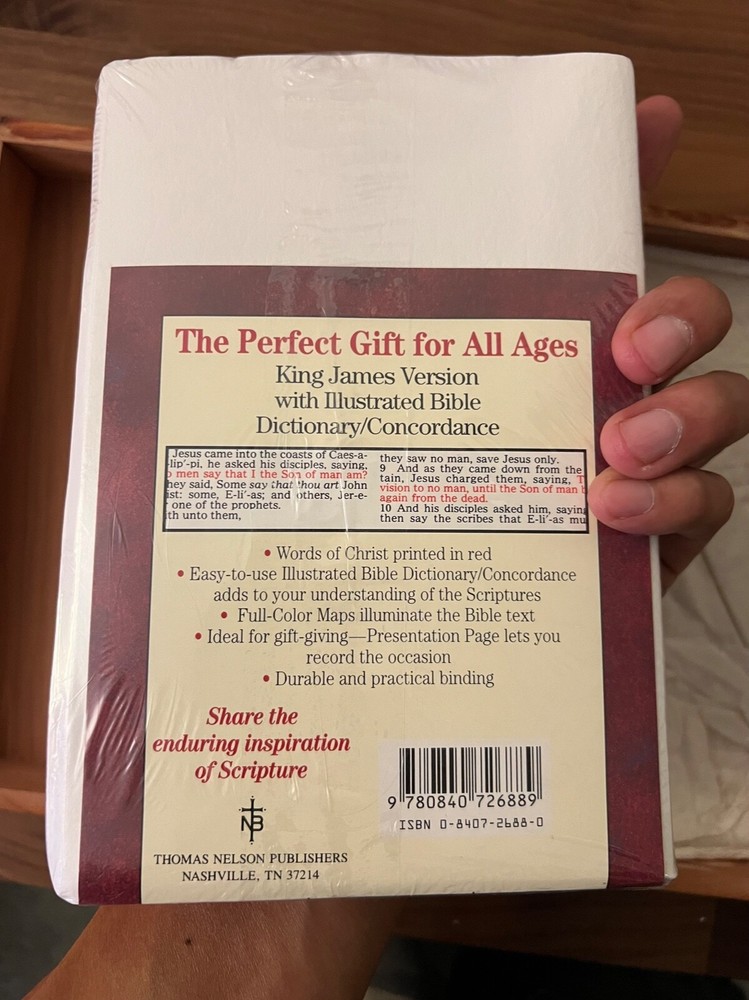 The Perfect Gift for All Ages
King James Version
with Illustrated Bible
Dictionary/Concordance
Jesus came into the coasts of Caes-a-
lip´-pi, he asked his disciples, saying,
men say that I the Son of man am?
hey said, Some say that thou art John
ist: some, E-li´-as; and others, Jer-e-
one of the prophets.
th unto them,
they saw no man, save Jesus only.
9 And as they came down from the
tain, Jesus charged them, saying, T
vision to no man, until the Son of man
again from the dead.
10 And his disciples asked him, saying
then say the scribes that E-li´-as mu
• Words of Christ printed in red
• Easy-to-use Illustrated Bible Dictionary/Concordance
adds to your understanding of the Scriptures
• Full-Color Maps illuminate the Bible text
• Ideal for gift-giving—Presentation Page lets you
record the occasion
• Durable and practical binding
Share the
enduring inspiration
of Scripture
NB
THOMAS NELSON PUBLISHERS
NASHVILLE, TN 37214
9 780840 726889
ISBN 0-8407-2688-0